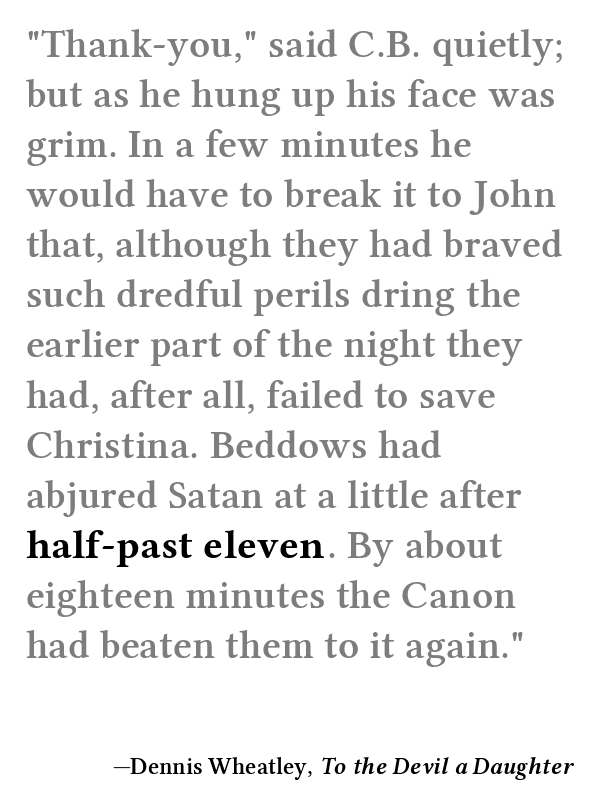 "Thank-you," said C.B. quietly;
but as he hung up his face was
grim. In a few minutes he
would have to break it to John
that, although they had braved
such dredful perils dring the
earlier part of the night they
had, after all, failed to save
Christina. Beddows had
abjured Satan at a little after
half-past eleven. By about
eighteen minutes the Canon
had beaten them to it again."
—Dennis Wheatley, To the Devil a Daughter